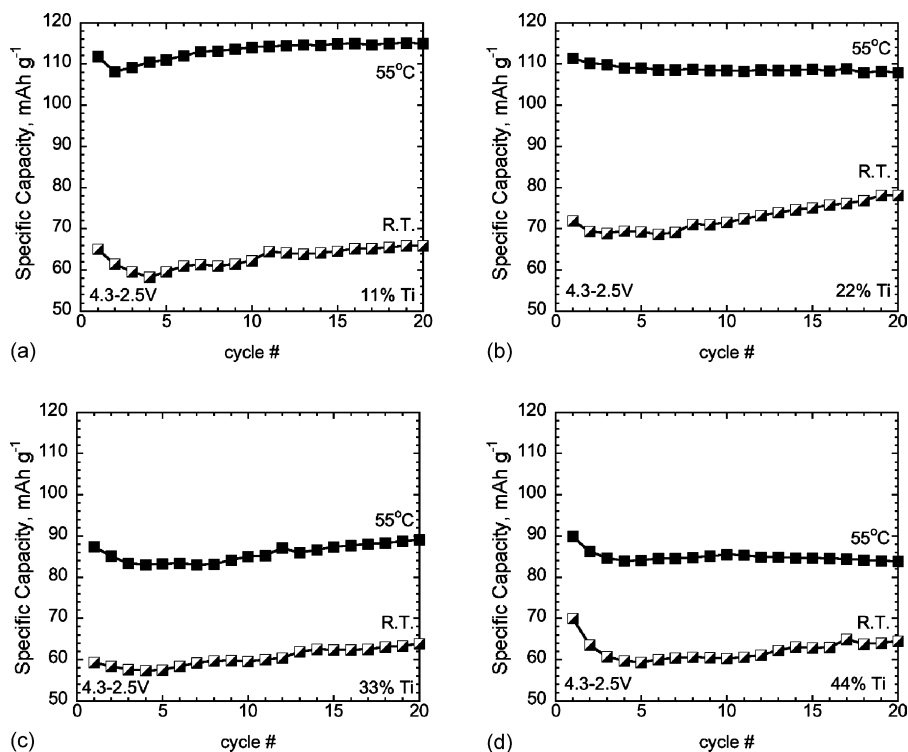 120
110
100
90
80
70
60
50
Specific Capacity, mAh g⁻¹
55°C
R.T.
4.3-2.5V
11% Ti
0 5 10 15 20
cycle #
(a)
120
110
100
90
80
70
60
50
Specific Capacity, mAh g⁻¹
55°C
R.T.
4.3-2.5V
22% Ti
0 5 10 15 20
cycle #
(b)
120
110
100
90
80
70
60
50
Specific Capacity, mAh g⁻¹
55°C
R.T.
4.3-2.5V
33% Ti
0 5 10 15 20
cycle #
(c)
120
110
100
90
80
70
60
50
Specific Capacity, mAh g⁻¹
55°C
R.T.
4.3-2.5V
44% Ti
0 5 10 15 20
cycle #
(d)